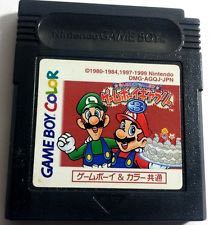 Nintendo GAME BOY
©1980-1984,1997-1999 Nintendo
DMG-AGQJ-JPN
ゲームボーイギャラリー3
GAME BOY COLOR
ゲームボーイ & カラー 共通